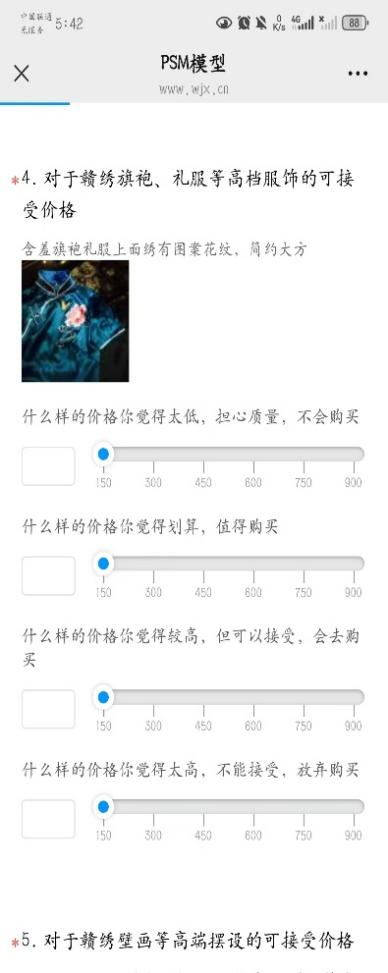 中国联通
无服务
5:42
0
K/s
4G
x
88
PSM模型
www.wjx.cn
*4. 对于赣绣旗袍、礼服等高档服饰的可接
受价格
含羞旗袍礼服上面绣有图案花纹，简约大方
什么样的价格你觉得太低，担心质量，不会购买
150 300 450 600 750 900
什么样的价格你觉得划算，值得购买
150 300 450 600 750 900
什么样的价格你觉得较高，但可以接受，会去购
买
150 300 450 600 750 900
什么样的价格你觉得太高，不能接受，放弃购买
150 300 450 600 750 900
*5. 对于赣绣壁画等高端摆设的可接受价格